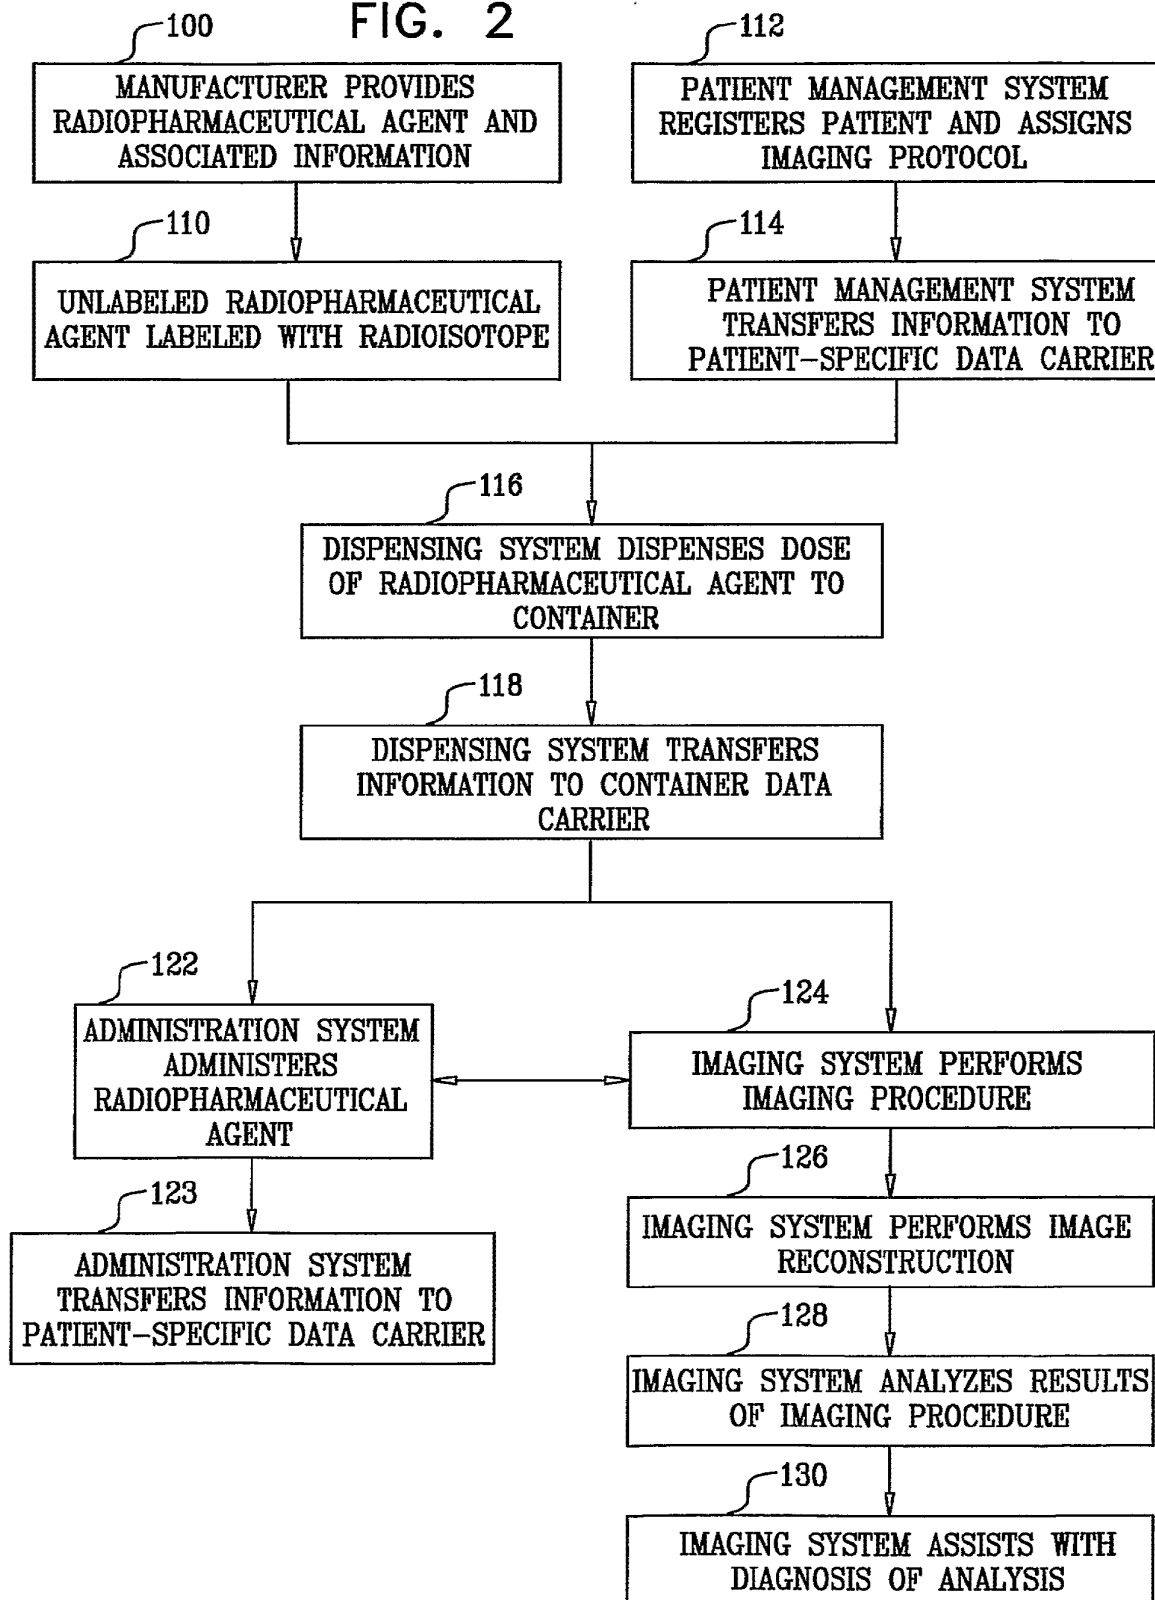 FIG. 2
100
MANUFACTURER PROVIDES
RADIOPHARMACEUTICAL AGENT AND
ASSOCIATED INFORMATION
112
PATIENT MANAGEMENT SYSTEM
REGISTERS PATIENT AND ASSIGNS
IMAGING PROTOCOL
110
UNLABELED RADIOPHARMACEUTICAL
AGENT LABELED WITH RADIOISOTOPE
114
PATIENT MANAGEMENT SYSTEM
TRANSFERS INFORMATION TO
PATIENT-SPECIFIC DATA CARRIER
116
DISPENSING SYSTEM DISPENSES DOSE
OF RADIOPHARMACEUTICAL AGENT TO
CONTAINER
118
DISPENSING SYSTEM TRANSFERS
INFORMATION TO CONTAINER DATA
CARRIER
122
ADMINISTRATION SYSTEM
ADMINISTERS
RADIOPHARMACEUTICAL
AGENT
124
IMAGING SYSTEM PERFORMS
IMAGING PROCEDURE
123
ADMINISTRATION SYSTEM
TRANSFERS INFORMATION TO
PATIENT-SPECIFIC DATA CARRIER
126
IMAGING SYSTEM PERFORMS IMAGE
RECONSTRUCTION
128
IMAGING SYSTEM ANALYZES RESULTS
OF IMAGING PROCEDURE
130
IMAGING SYSTEM ASSISTS WITH
DIAGNOSIS OF ANALYSIS